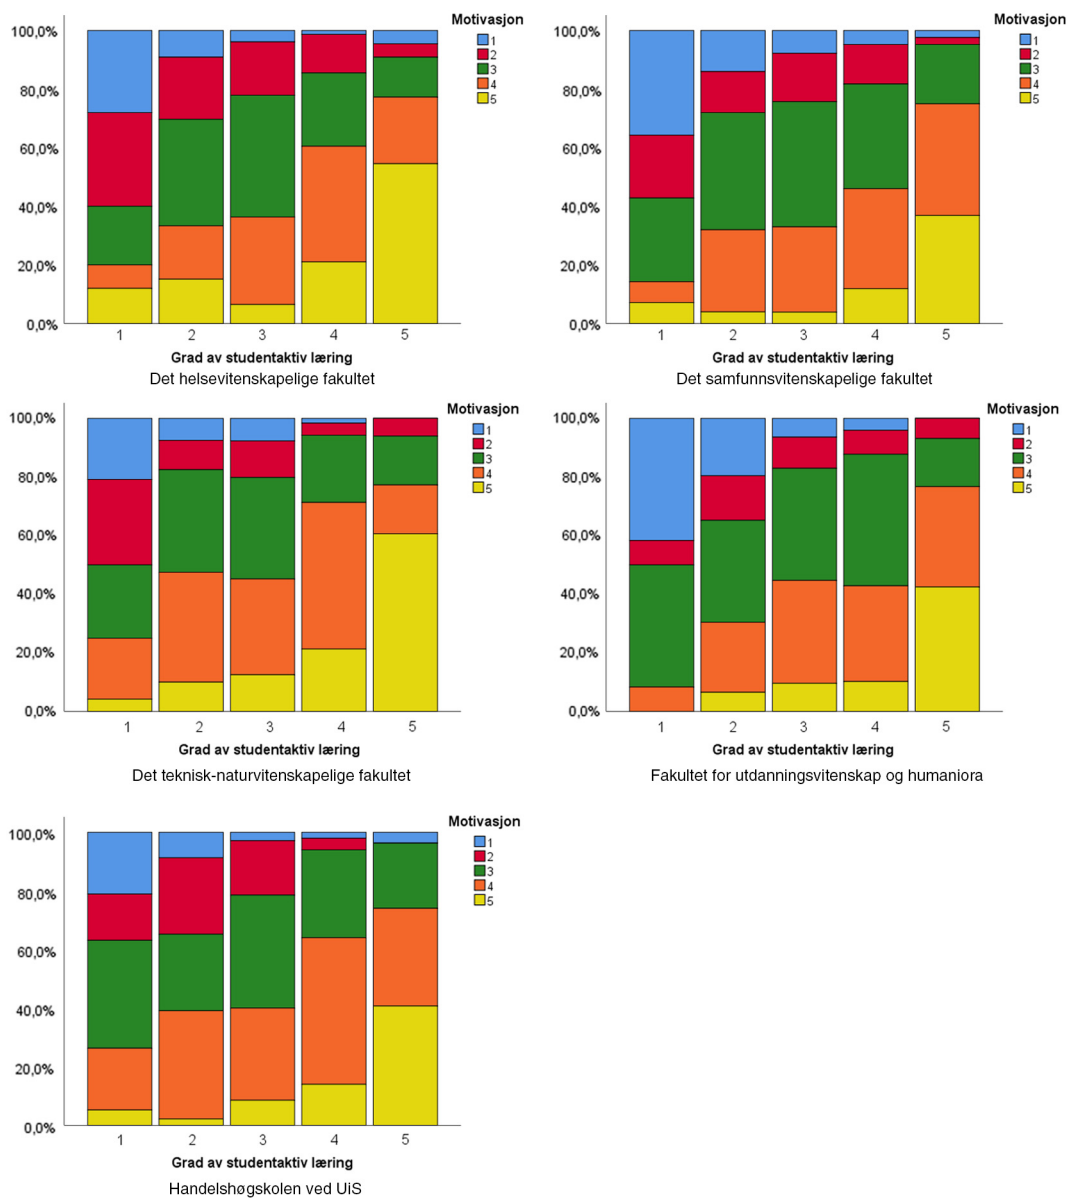 Motivasjon
1
2
3
4
5
100,0%
80,0%
60,0%
40,0%
20,0%
0,0%
1 2 3 4 5
Grad av studentaktiv læring
Det helsevitenskapelige fakultet
Motivasjon
1
2
3
4
5
100,0%
80,0%
60,0%
40,0%
20,0%
0,0%
1 2 3 4 5
Grad av studentaktiv læring
Det samfunnsvitenskapelige fakultet
Motivasjon
1
2
3
4
5
100,0%
80,0%
60,0%
40,0%
20,0%
0,0%
1 2 3 4 5
Grad av studentaktiv læring
Det teknisk-naturvitenskapelige fakultet
Motivasjon
1
2
3
4
5
100,0%
80,0%
60,0%
40,0%
20,0%
0,0%
1 2 3 4 5
Grad av studentaktiv læring
Fakultet for utdanningsvitenskap og humaniora
Motivasjon
1
2
3
4
5
100,0%
80,0%
60,0%
40,0%
20,0%
0,0%
1 2 3 4 5
Grad av studentaktiv læring
Handelshøgskolen ved UiS